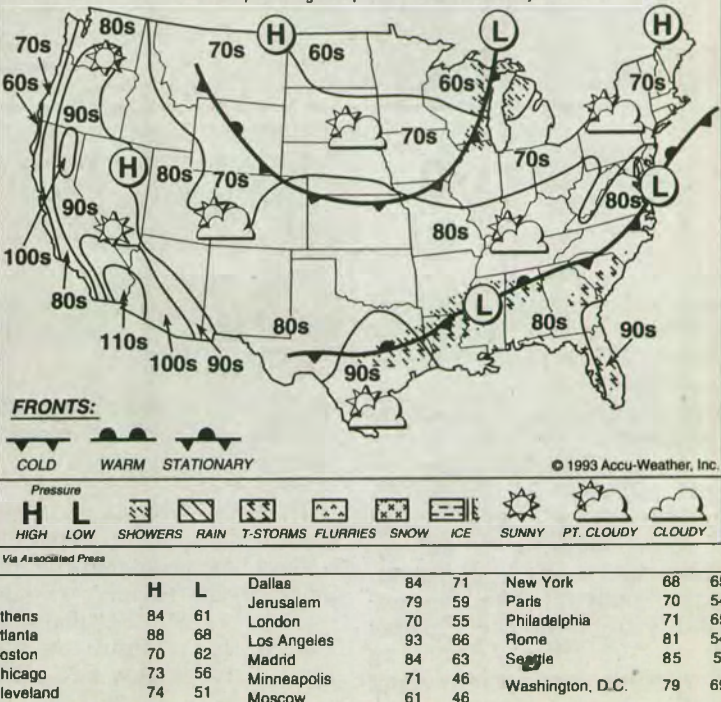 80s
H
L
H
70s
70s
60s
60s
70s
60s
90s
70s
H
80s
70s
70s
L
80s
90s
80s
100s
L
80s
80s
80s
90s
110s
100s
90s
90s
FRONTS:
COLD WARM STATIONARY
© 1993 Accu-Weather, Inc.
Pressure
H L
HIGH LOW SHOWERS RAIN T-STORMS FLURRIES SNOW ICE SUNNY PT. CLOUDY CLOUDY
Via Associated Press
H L
thens 84 61
tlanta 88 68
oston 70 62
hicago 73 56
leveland 74 51
Dallas 84 71
Jerusalem 79 59
London 70 55
Los Angeles 93 66
Madrid 84 63
Minneapolis 71 46
Moscow 61 46
New York 68
Paris 70
Philadelphia 71
Rome 81
Seattle 85
Washington, D.C. 79